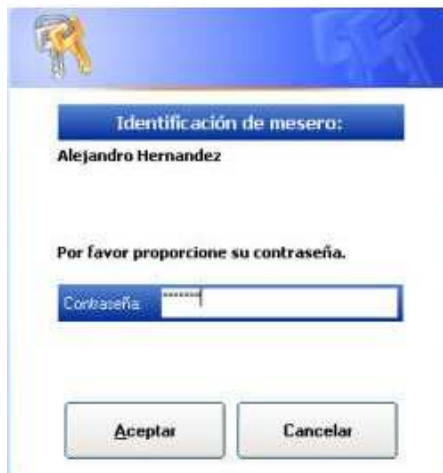 Identificación de mesero:
Alejandro Hernandez
Por favor proporcione su contraseña.
Contraseña:
Aceptar
Cancelar